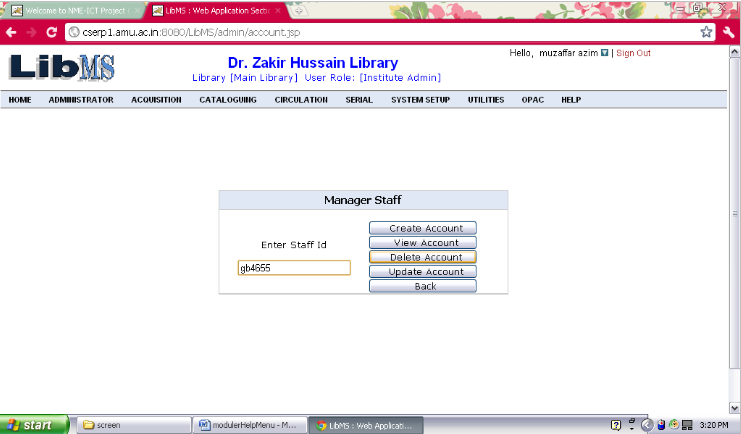 Welcome to NME-ICT Project
LibMS : Web Application Secti
cserp1.amu.ac.in:8080/LibMS/admin/account.jsp
Hello, muzaffar azim | Sign Out
LibMS
Dr. Zakir Hussain Library
Library [Main Library] User Role: [Institute Admin]
HOME ADMINISTRATOR ACQUISITION CATALOGUING CIRCULATION SERIAL SYSTEM SETUP UTILITIES OPAC HELP
Manager Staff
Create Account
Enter Staff Id
View Account
Delete Account
gb4655
Update Account
Back
start screen modulerHelpMenu - M... LibMS : Web Applicati... 3:20 PM